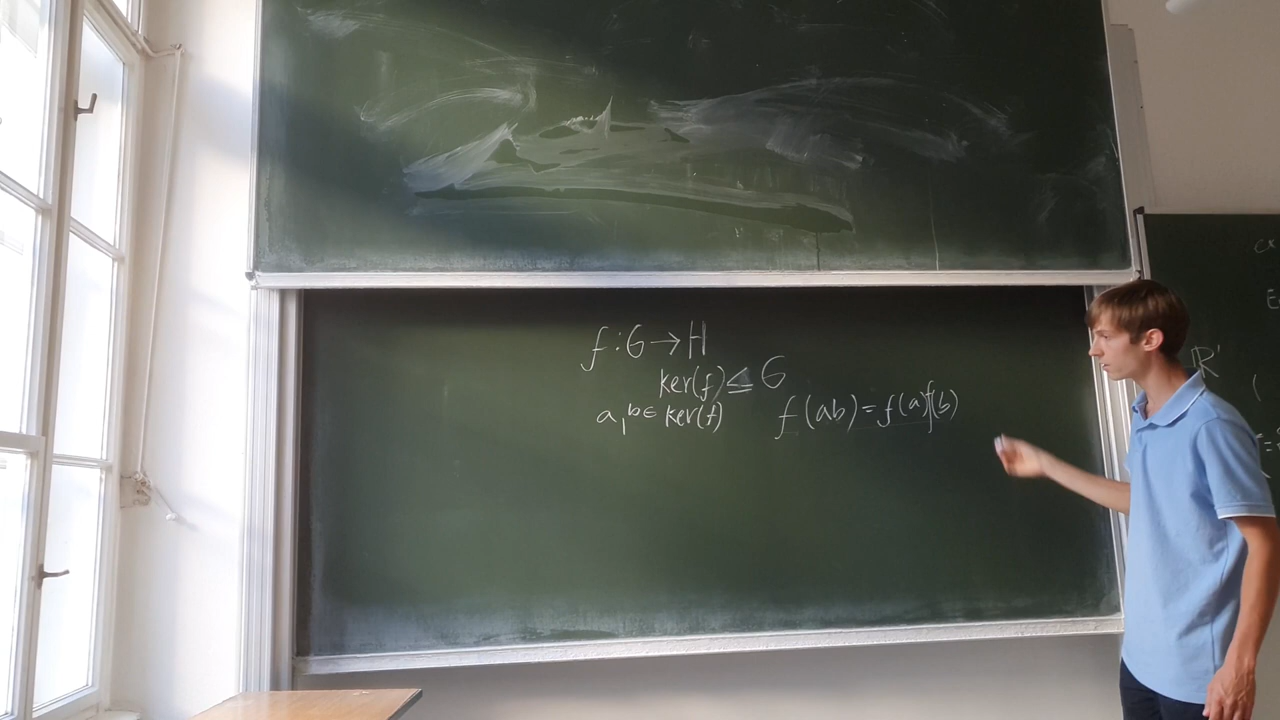 f : G → H
ker(f) ≤ G
a, b ∈ ker(f) f(ab) = f(a)f(b)
ℝ'